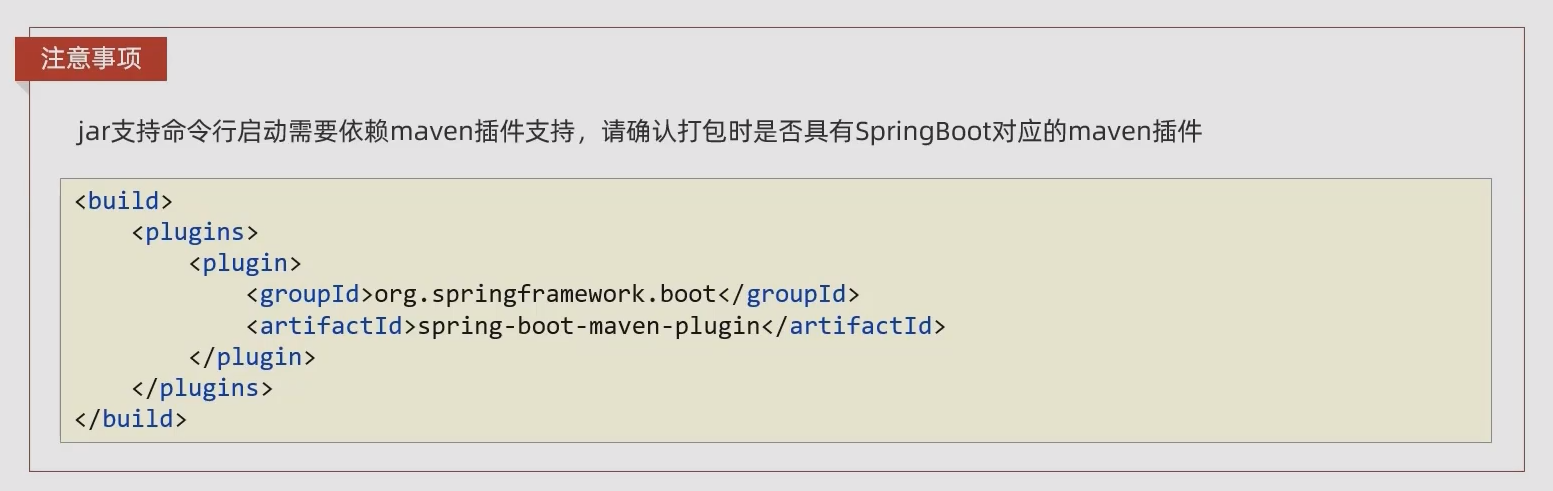 注意事项
jar支持命令行启动需要依赖maven插件支持，请确认打包时是否具有SpringBoot对应的maven插件
<build>
    <plugins>
        <plugin>
            <groupId>org.springframework.boot</groupId>
            <artifactId>spring-boot-maven-plugin</artifactId>
        </plugin>
    </plugins>
</build>